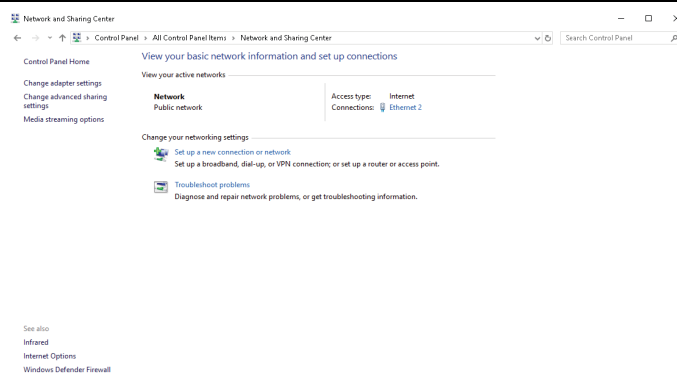 Network and Sharing Center
Control Panel > All Control Panel Items > Network and Sharing Center
Search Control Panel
Control Panel Home
Change adapter settings
Change advanced sharing
settings
Media streaming options
View your basic network information and set up connections
View your active networks
Network
Public network
Access type: Internet
Connections: Ethernet 2
Change your networking settings
Set up a new connection or network
Set up a broadband, dial-up, or VPN connection; or set up a router or access point.
Troubleshoot problems
Diagnose and repair network problems, or get troubleshooting information.
See also
Infrared
Internet Options
Windows Defender Firewall